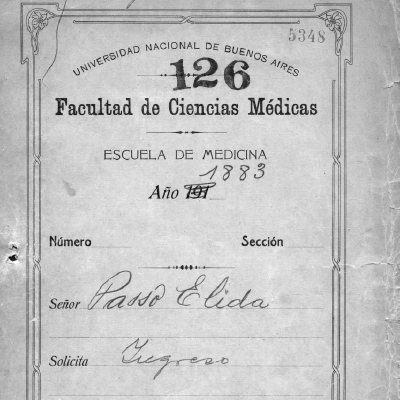 5348
UNIVERSIDAD NACIONAL DE BUENOS AIRES
126
Facultad de Ciencias Médicas
ESCUELA DE MEDICINA
1883
Año 191
Número Sección
Señor Passo Elida
Solicita Ingreso